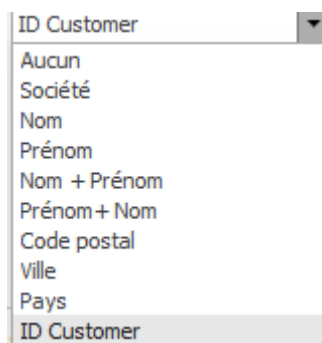 ID Customer
Aucun
Société
Nom
Prénom
Nom + Prénom
Prénom+ Nom
Code postal
Ville
Pays
ID Customer